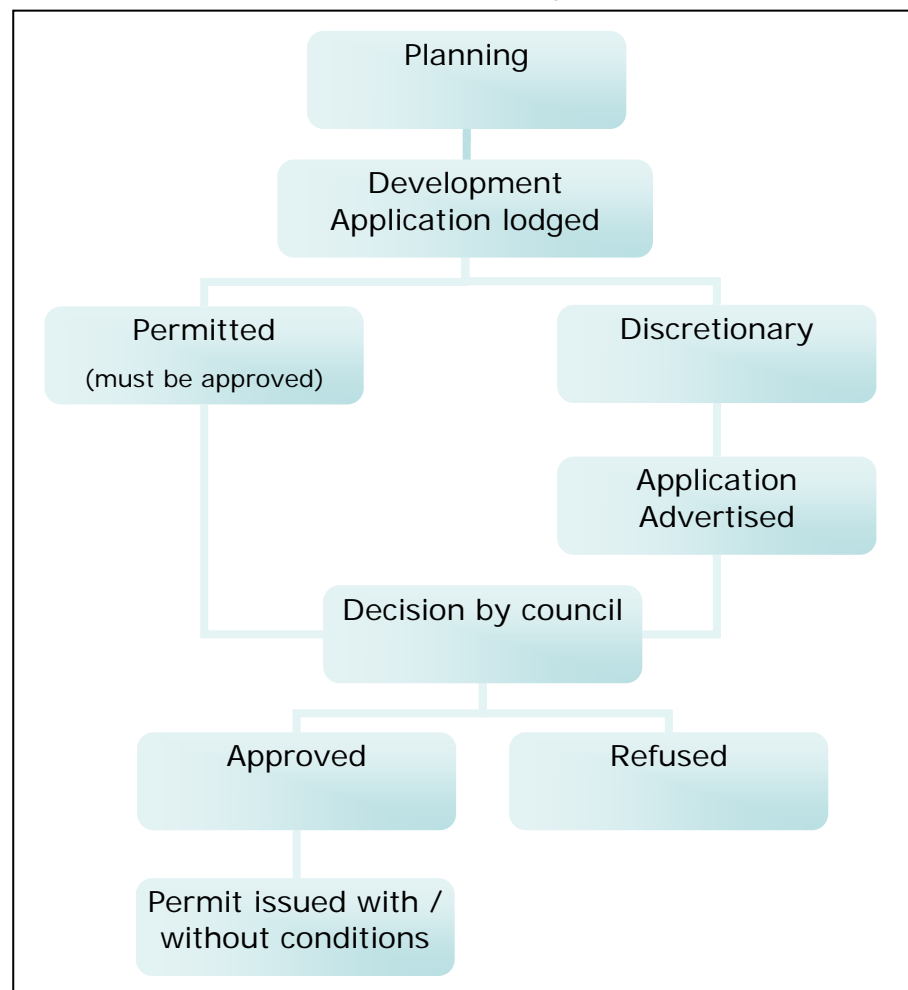 Planning
Development
Application lodged
Permitted
(must be approved)
Discretionary
Application
Advertised
Decision by council
Approved
Refused
Permit issued with /
without conditions